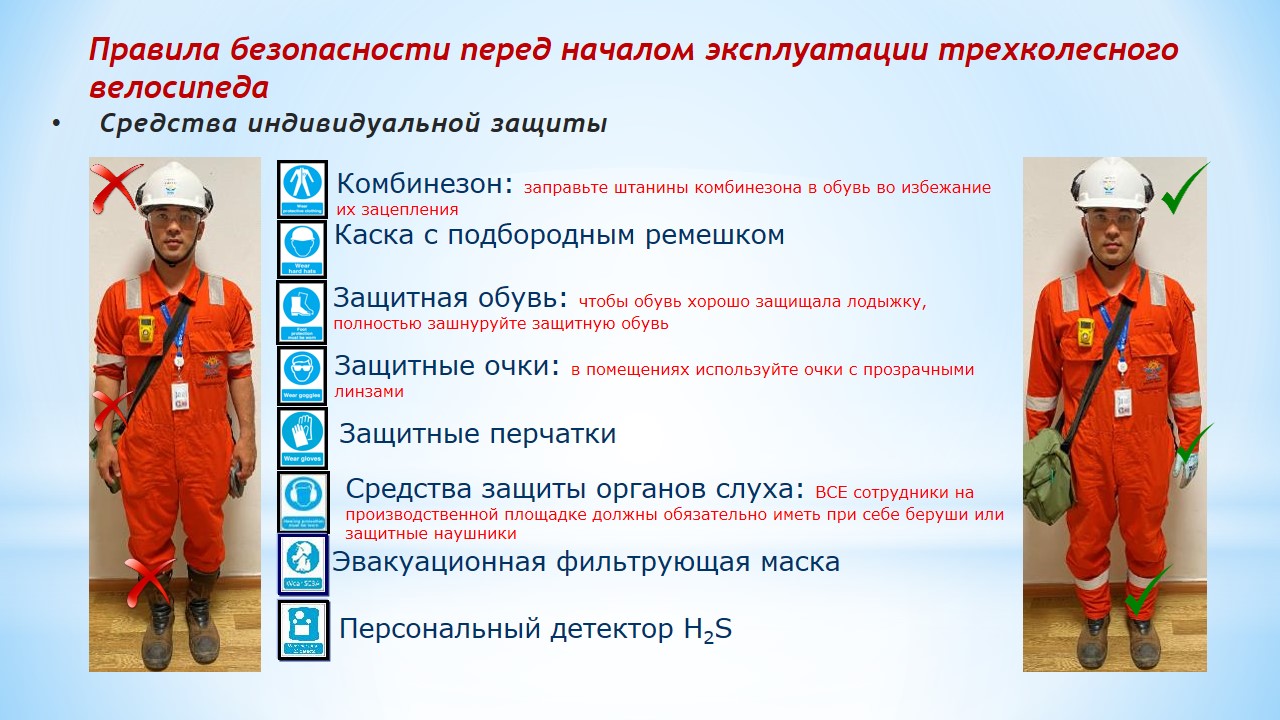 Правила безопасности перед началом эксплуатации трехколесного
велосипеда
• Средства индивидуальной защиты
Wear
protective clothing
Комбинезон: заправьте штанины комбинезона в обувь во избежание
их зацепления
Wear
hard hats
Каска с подбородным ремешком
Foot
protection
must be worn
Защитная обувь: чтобы обувь хорошо защищала лодыжку,
полностью зашнуруйте защитную обувь
Wear goggles
Защитные очки: в помещениях используйте очки с прозрачными
линзами
Wear gloves
Защитные перчатки
Hearing protection
must be worn
Средства защиты органов слуха: ВСЕ сотрудники на
производственной площадке должны обязательно иметь при себе беруши или
защитные наушники
Wear SCBA
Эвакуационная фильтрующая маска
Персональный детектор H₂S